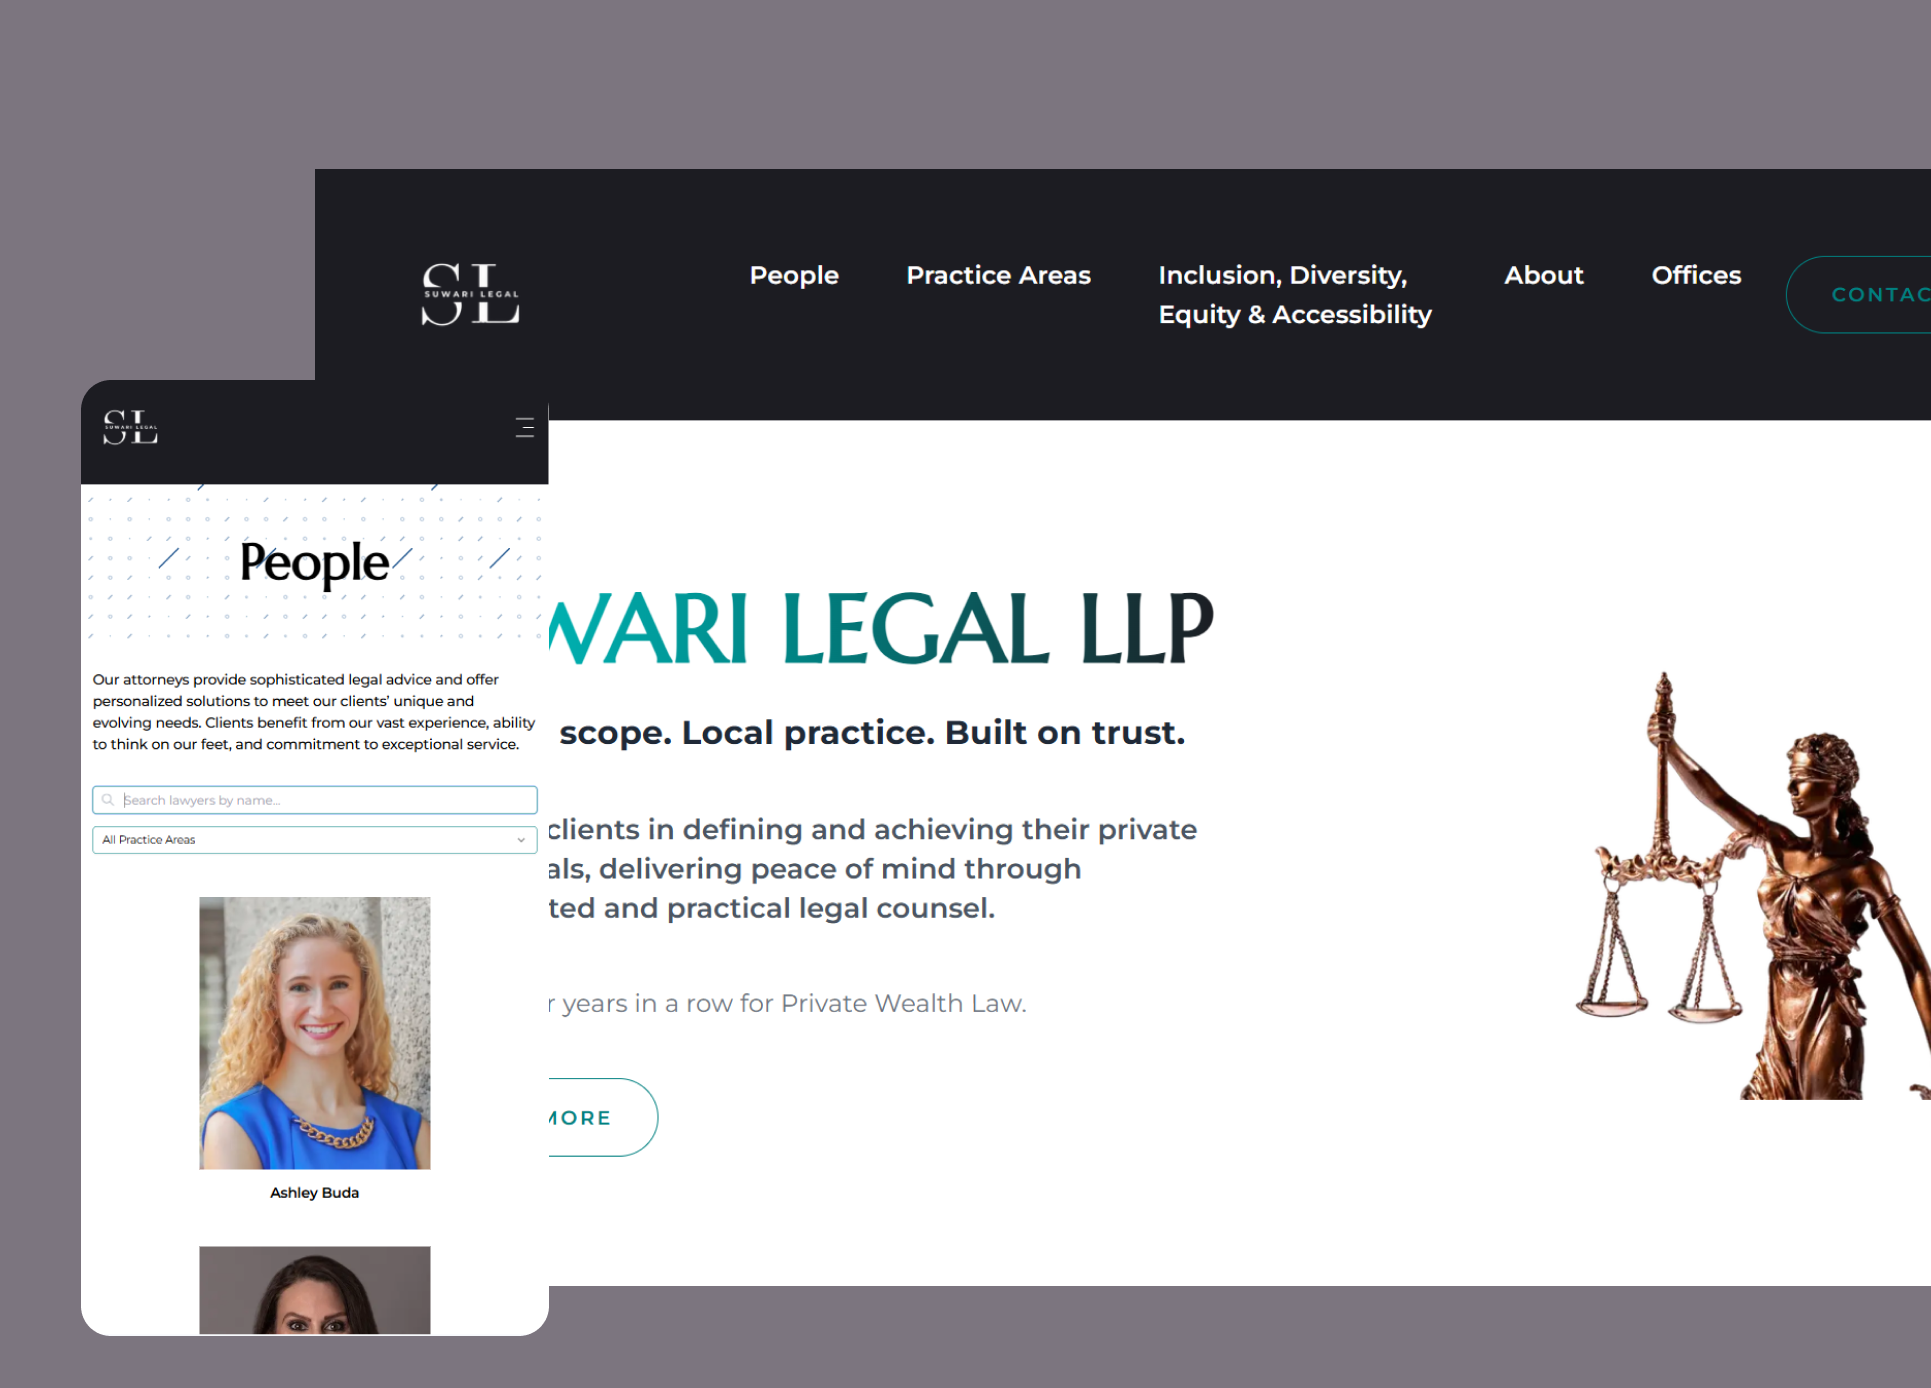 SUWARI LEGAL
People
Practice Areas
Inclusion, Diversity,
Equity & Accessibility
About
Offices
CONTAC
SUWARI LEGAL
People
Our attorneys provide sophisticated legal advice and offer
personalized solutions to meet our clients’ unique and
evolving needs. Clients benefit from our vast experience, ability
to think on our feet, and commitment to exceptional service.
Search lawyers by name...
All Practice Areas
Ashley Buda
WARI LEGAL LLP
scope. Local practice. Built on trust.
clients in defining and achieving their private
als, delivering peace of mind through
ted and practical legal counsel.
r years in a row for Private Wealth Law.
MORE